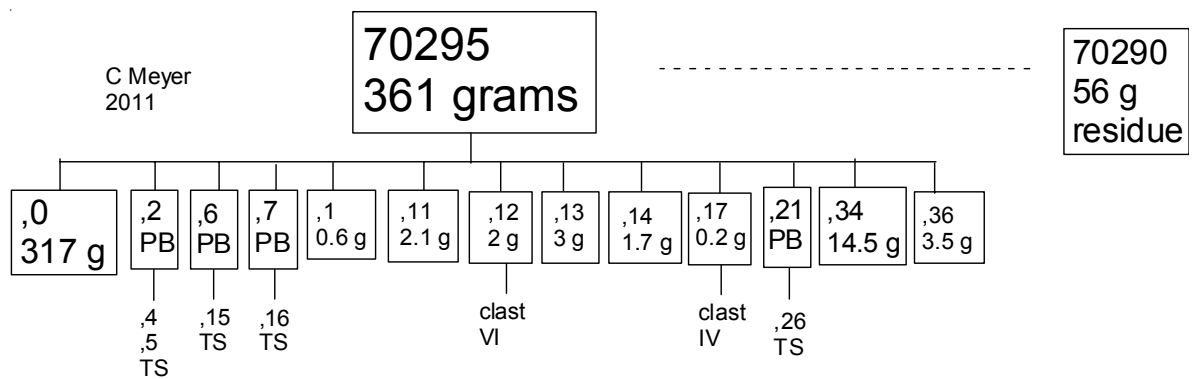 C Meyer
2011
70295
361 grams
70290
56 g
residue
,0
317 g
,2
PB
,6
PB
,7
PB
,1
0.6 g
,11
2.1 g
,12
2 g
,13
3 g
,14
1.7 g
,17
0.2 g
,21
PB
,34
14.5 g
,36
3.5 g
,4
,5
TS
,15
TS
,16
TS
clast
VI
clast
IV
,26
TS